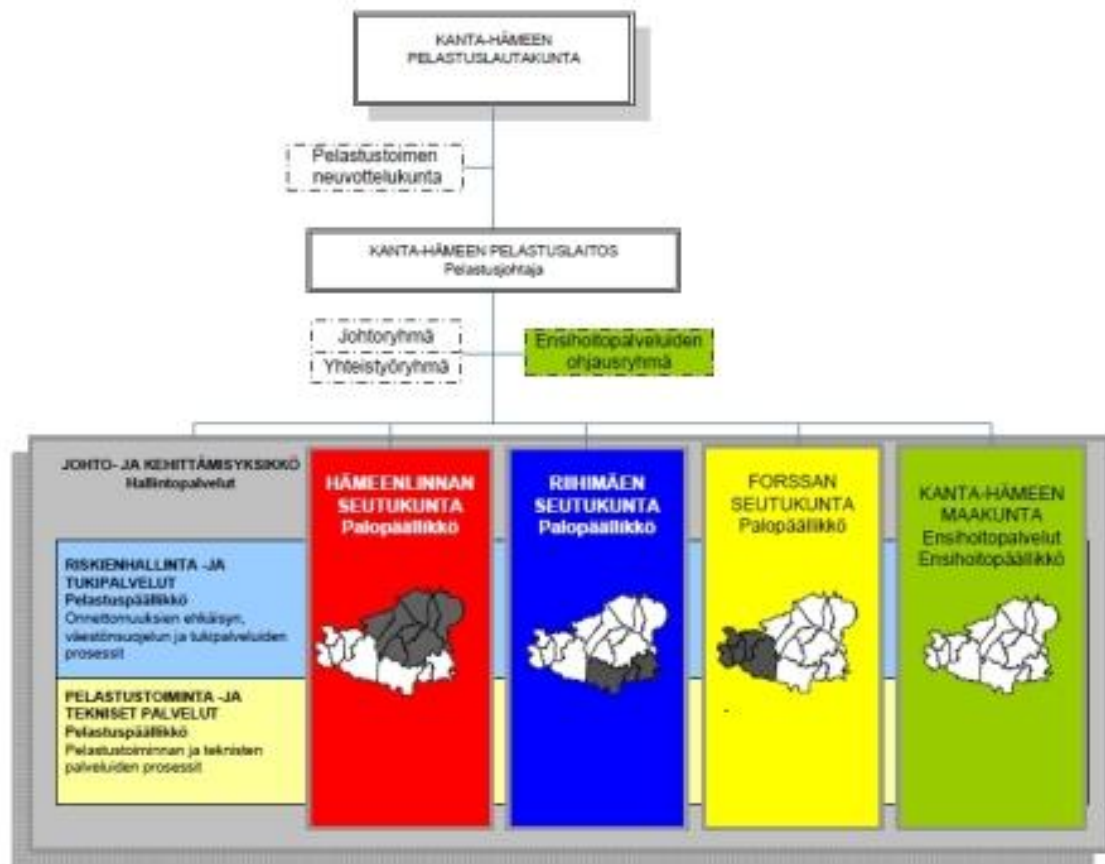 KANTA-HÄMEEN
PELASTUSLAUTAKUNTA
Pelastustoimen
neuvottelukunta
KANTA-HÄMEEN PELASTUSLAITOS
Pelastusjohtaja
Johtoryhmä
Yhteistyöryhmä
Ensihoitopalveluiden
ohjausryhmä
JOHTO- JA KEHITTÄMISYKSIKKÖ
Hallintopalvelut
HÄMEENLINNAN
SEUTUKUNTA
Palopäällikkö
RIIHIMÄEN
SEUTUKUNTA
Palopäällikkö
FORSSAN
SEUTUKUNTA
Palopäällikkö
KANTA-HÄMEEN
MAAKUNTA
Ensihoitopalvelut
Ensihoitopäällikkö
RISKIENHALLINTA -JA
TUKIPALVELUT
Pelastuspäällikkö
Onnettomuuksien ehkäisyn,
väestönsuojelun ja tukipalveluiden
prosessit
PELASTUSTOIMINTA -JA
TEKNISET PALVELUT
Pelastuspäällikkö
Pelastustoiminnan ja teknisten
palveluiden prosessit